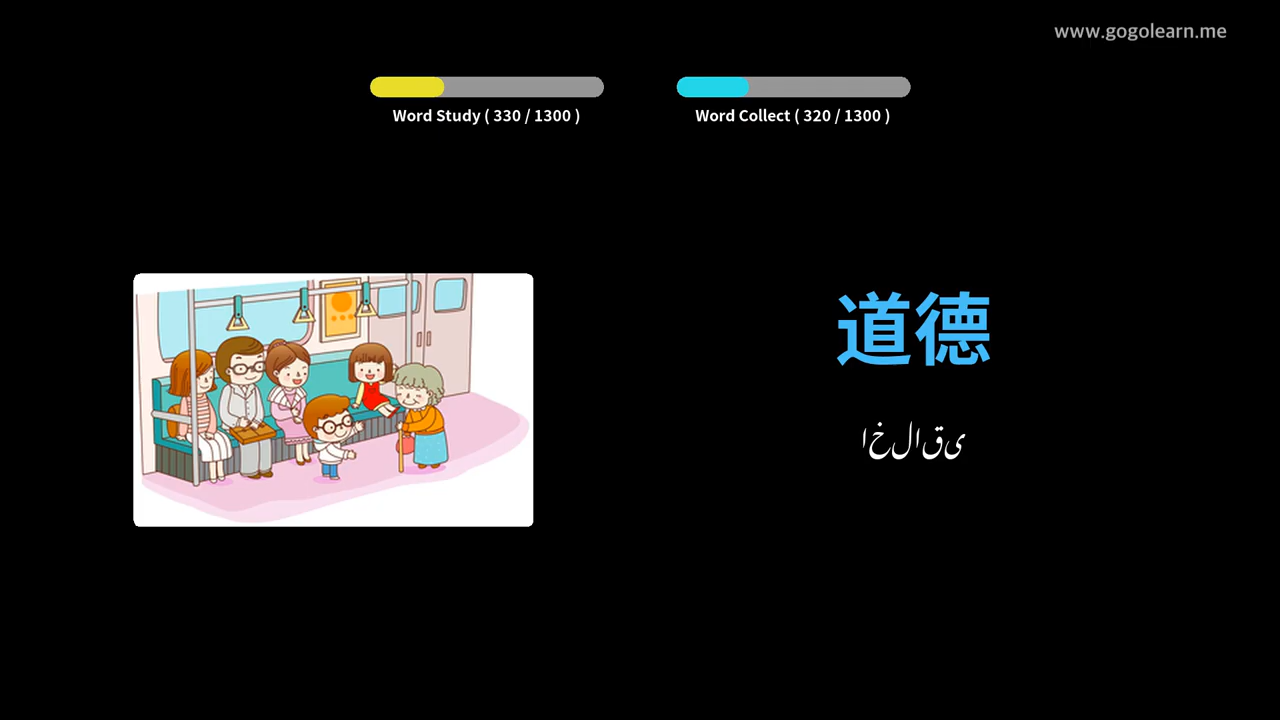 www.gogolearn.me
Word Study ( 330 / 1300 )
Word Collect ( 320 / 1300 )
道德
اخلاقی